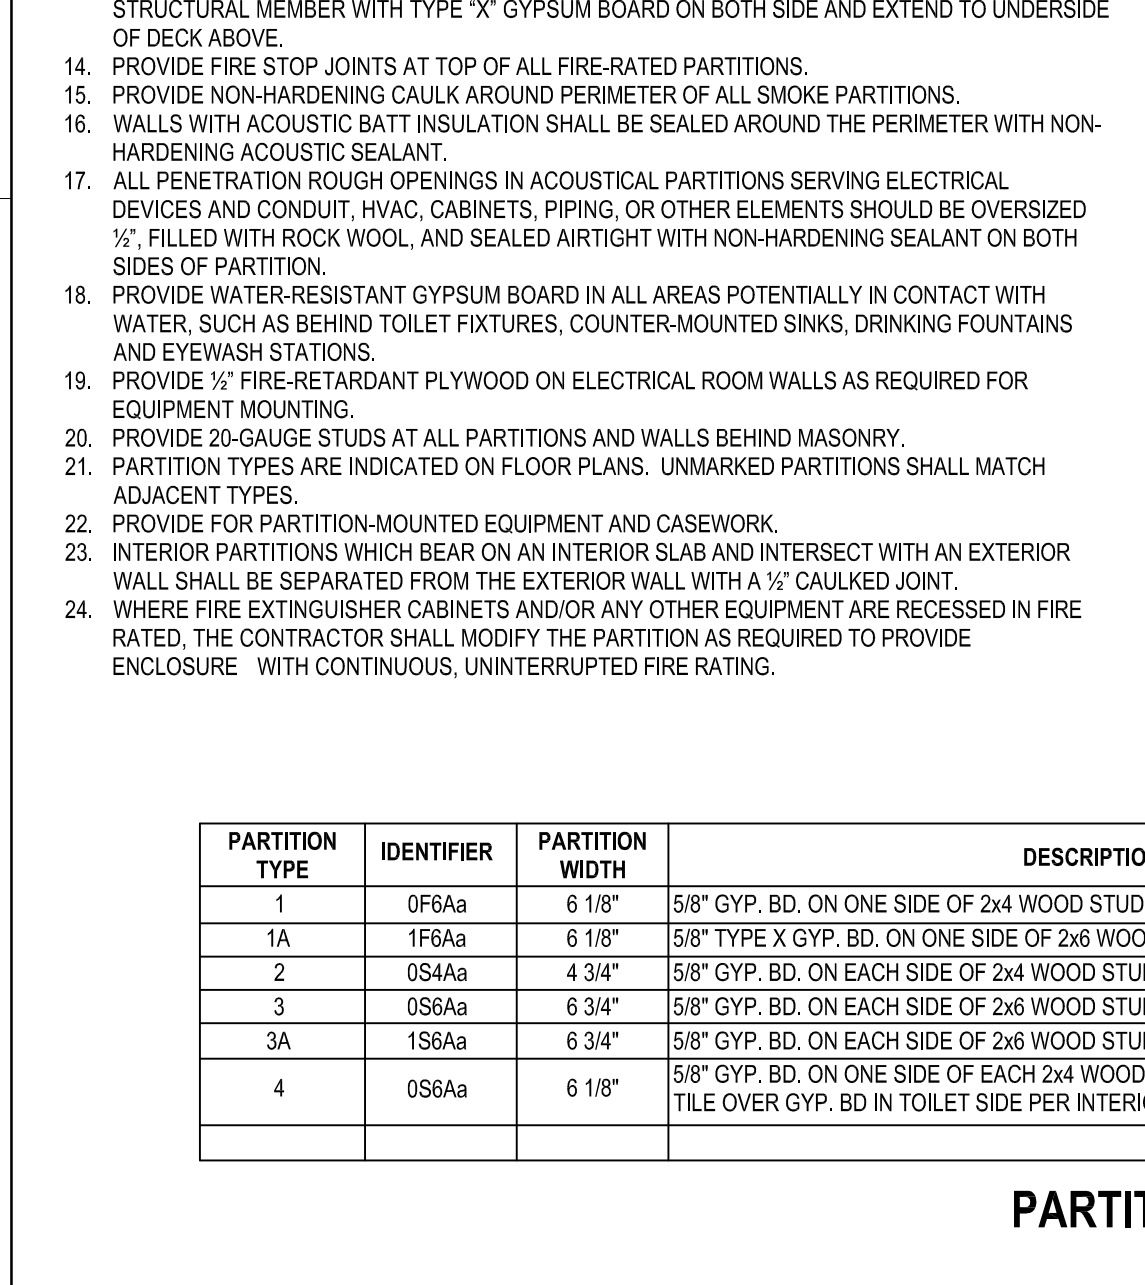 STRUCTURAL MEMBER WITH TYPE “X” GYPSUM BOARD ON BOTH SIDE AND EXTEND TO UNDERSIDE
OF DECK ABOVE.
14. PROVIDE FIRE STOP JOINTS AT TOP OF ALL FIRE-RATED PARTITIONS.
15. PROVIDE NON-HARDENING CAULK AROUND PERIMETER OF ALL SMOKE PARTITIONS.
16. WALLS WITH ACOUSTIC BATT INSULATION SHALL BE SEALED AROUND THE PERIMETER WITH NON-
HARDENING ACOUSTIC SEALANT.
17. ALL PENETRATION ROUGH OPENINGS IN ACOUSTICAL PARTITIONS SERVING ELECTRICAL
DEVICES AND CONDUIT, HVAC, CABINETS, PIPING, OR OTHER ELEMENTS SHOULD BE OVERSIZED
½”, FILLED WITH ROCK WOOL, AND SEALED AIRTIGHT WITH NON-HARDENING SEALANT ON BOTH
SIDES OF PARTITION.
18. PROVIDE WATER-RESISTANT GYPSUM BOARD IN ALL AREAS POTENTIALLY IN CONTACT WITH
WATER, SUCH AS BEHIND TOILET FIXTURES, COUNTER-MOUNTED SINKS, DRINKING FOUNTAINS
AND EYEWASH STATIONS.
19. PROVIDE ½” FIRE-RETARDANT PLYWOOD ON ELECTRICAL ROOM WALLS AS REQUIRED FOR
EQUIPMENT MOUNTING.
20. PROVIDE 20-GAUGE STUDS AT ALL PARTITIONS AND WALLS BEHIND MASONRY.
21. PARTITION TYPES ARE INDICATED ON FLOOR PLANS. UNMARKED PARTITIONS SHALL MATCH
ADJACENT TYPES.
22. PROVIDE FOR PARTITION-MOUNTED EQUIPMENT AND CASEWORK.
23. INTERIOR PARTITIONS WHICH BEAR ON AN INTERIOR SLAB AND INTERSECT WITH AN EXTERIOR
WALL SHALL BE SEPARATED FROM THE EXTERIOR WALL WITH A ½” CAULKED JOINT.
24. WHERE FIRE EXTINGUISHER CABINETS AND/OR ANY OTHER EQUIPMENT ARE RECESSED IN FIRE
RATED, THE CONTRACTOR SHALL MODIFY THE PARTITION AS REQUIRED TO PROVIDE
ENCLOSURE WITH CONTINUOUS, UNINTERRUPTED FIRE RATING.
PARTITION TYPE IDENTIFIER PARTITION WIDTH DESCRIPTIO
1 0F6Aa 6 1/8" 5/8" GYP. BD. ON ONE SIDE OF 2x4 WOOD STUD
1A 1F6Aa 6 1/8" 5/8" TYPE X GYP. BD. ON ONE SIDE OF 2x6 WOO
2 0S4Aa 4 3/4" 5/8" GYP. BD. ON EACH SIDE OF 2x4 WOOD STU
3 0S6Aa 6 3/4" 5/8" GYP. BD. ON EACH SIDE OF 2x6 WOOD STU
3A 1S6Aa 6 3/4" 5/8" GYP. BD. ON EACH SIDE OF 2x6 WOOD STU
4 0S6Aa 6 1/8" 5/8" GYP. BD. ON ONE SIDE OF EACH 2x4 WOOD
TILE OVER GYP. BD IN TOILET SIDE PER INTERI
PARTIT